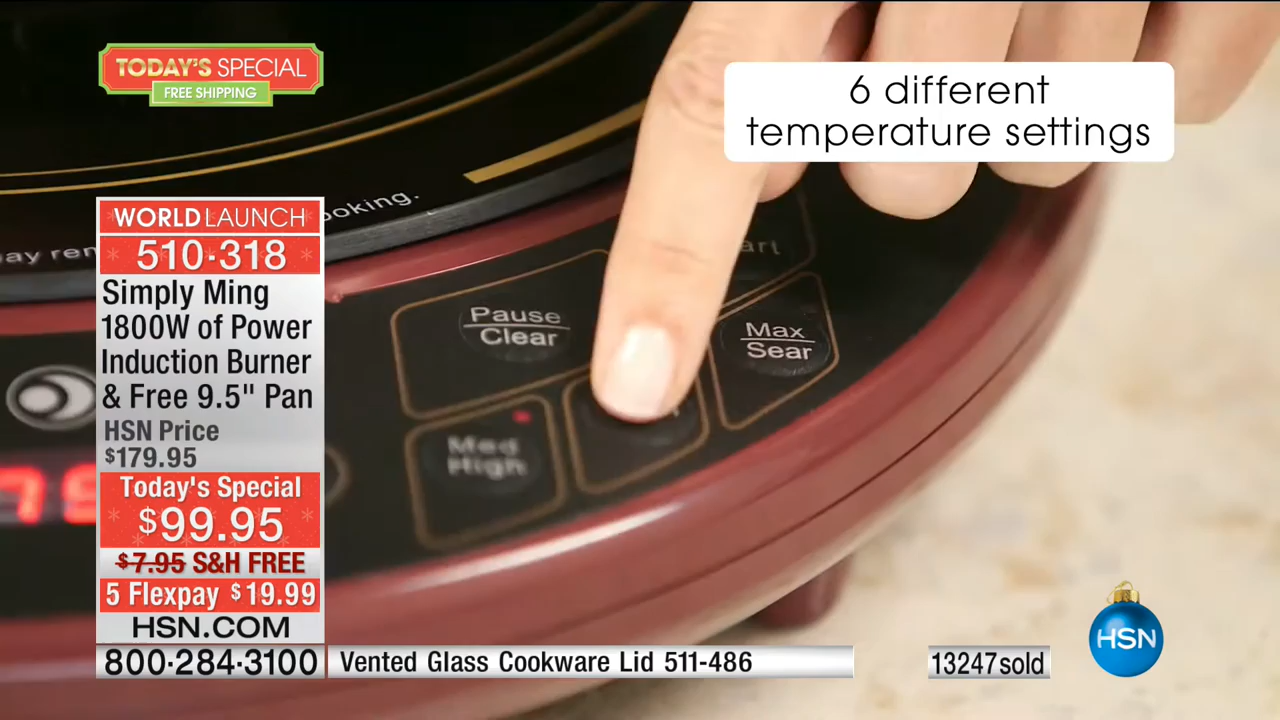 TODAY'S SPECIAL
FREE SHIPPING
6 different
temperature settings
WORLD LAUNCH
510-318
Simply Ming
1800W of Power
Induction Burner
& Free 9.5" Pan
HSN Price
$179.95
Today's Special
$99.95
$7.95 S&H FREE
5 Flexpay $19.99
HSN.COM
800-284-3100
Vented Glass Cookware Lid 511-486
13247sold
HSN
Pause
Clear
Max
Sear
Med
High